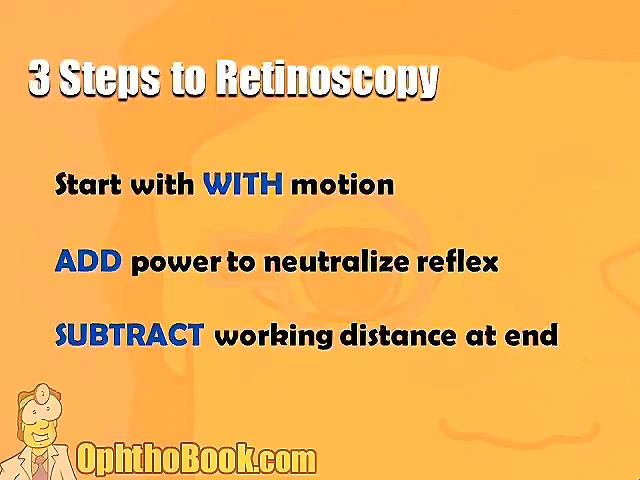 3 Steps to Retinoscopy
Start with WITH motion
ADD power to neutralize reflex
SUBTRACT working distance at end
OphthoBook.com